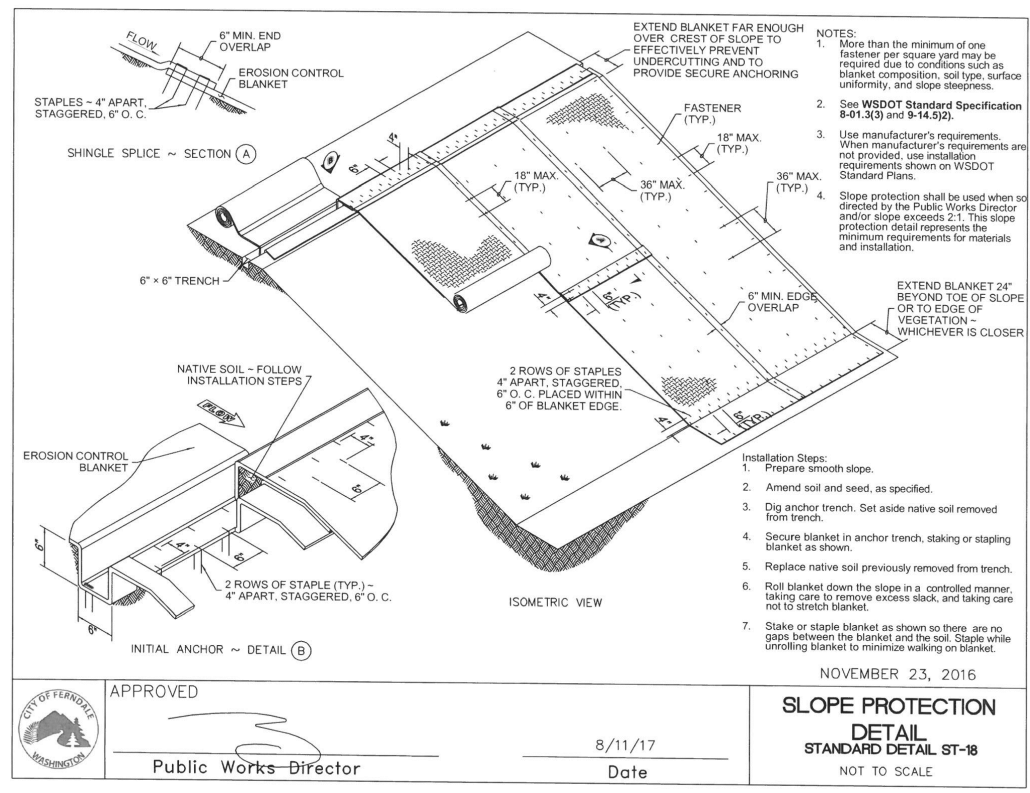 FLOW
6" MIN. END
OVERLAP
EROSION CONTROL
BLANKET
STAPLES ~ 4" APART,
STAGGERED, 6" O. C.
SHINGLE SPLICE ~ SECTION A
EXTEND BLANKET FAR ENOUGH
OVER CREST OF SLOPE TO
EFFECTIVELY PREVENT
UNDERCUTTING AND TO
PROVIDE SECURE ANCHORING
NOTES:
1. More than the minimum of one
fastener per square yard may be
required due to conditions such as
blanket composition, soil type, surface
uniformity, and slope steepness.
2. See WSDOT Standard Specification
8-01.3(3) and 9-14.5)2).
3. Use manufacturer's requirements.
When manufacturer's requirements are
not provided, use installation
requirements shown on WSDOT
Standard Plans.
4. Slope protection shall be used when so
directed by the Public Works Director
and/or slope exceeds 2:1. This slope
protection detail represents the
minimum requirements for materials
and installation.
FASTENER
(TYP.)
18" MAX.
(TYP.)
36" MAX.
(TYP.)
4"
6"
18" MAX.
(TYP.)
36" MAX.
(TYP.)
6" × 6" TRENCH
4"
6"
(TYP.)
6" MIN. EDGE
OVERLAP
EXTEND BLANKET 24"
BEYOND TOE OF SLOPE
OR TO EDGE OF
VEGETATION ~
WHICHEVER IS CLOSER
2 ROWS OF STAPLES
4" APART, STAGGERED,
6" O. C. PLACED WITHIN
6" OF BLANKET EDGE.
4"
6"
(TYP.)
ISOMETRIC VIEW
NATIVE SOIL ~ FOLLOW
INSTALLATION STEPS
FLOW
EROSION CONTROL
BLANKET
4"
6"
6"
4"
6"
2 ROWS OF STAPLE (TYP.) ~
4" APART, STAGGERED, 6" O. C.
6"
INITIAL ANCHOR ~ DETAIL B
Installation Steps:
1. Prepare smooth slope.
2. Amend soil and seed, as specified.
3. Dig anchor trench. Set aside native soil removed
from trench.
4. Secure blanket in anchor trench, staking or stapling
blanket as shown.
5. Replace native soil previously removed from trench.
6. Roll blanket down the slope in a controlled manner,
taking care to remove excess slack, and taking care
not to stretch blanket.
7. Stake or staple blanket as shown so there are no
gaps between the blanket and the soil. Staple while
unrolling blanket to minimize walking on blanket.
NOVEMBER 23, 2016
CITY OF FERNDALE
WASHINGTON
APPROVED
Public Works Director
8/11/17
Date
SLOPE PROTECTION
DETAIL
STANDARD DETAIL ST-18
NOT TO SCALE